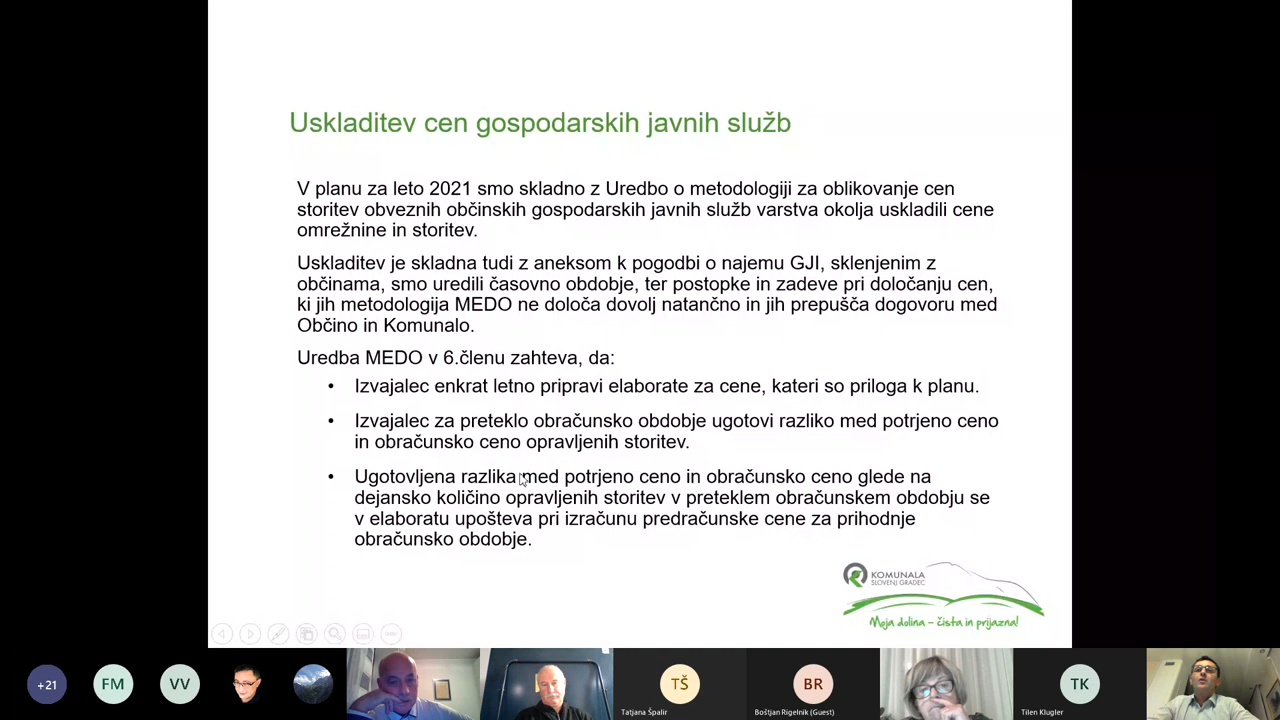 Uskladitev cen gospodarskih javnih služb
V planu za leto 2021 smo skladno z Uredbo o metodologiji za oblikovanje cen
storitev obveznih občinskih gospodarskih javnih služb varstva okolja uskladili cene
omrežnine in storitev.
Uskladitev je skladna tudi z aneksom k pogodbi o najemu GJI, sklenjenim z
občinama, smo uredili časovno obdobje, ter postopke in zadeve pri določanju cen,
ki jih metodologija MEDO ne določa dovolj natančno in jih prepušča dogovoru med
Občino in Komunalo.
Uredba MEDO v 6.členu zahteva, da:
• Izvajalec enkrat letno pripravi elaborate za cene, kateri so priloga k planu.
• Izvajalec za preteklo obračunsko obdobje ugotovi razliko med potrjeno ceno
in obračunsko ceno opravljenih storitev.
• Ugotovljena razlika med potrjeno ceno in obračunsko ceno glede na
dejansko količino opravljenih storitev v preteklem obračunskem obdobju se
v elaboratu upošteva pri izračunu predračunske cene za prihodnje
obračunsko obdobje.
KOMUNALA
SLOVENJ GRADEC
Moja dolina – čista in prijazna!
+21
FM
VV
TŠ
BR
TK
Tatjana Špalir
Boštjan Rigelnik (Guest)
Tilen Klugler